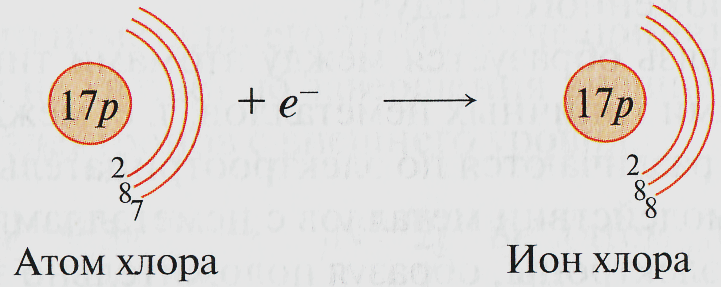 17p + e⁻ → 17p
2 8 7 2 8 8
Атом хлора Ион хлора